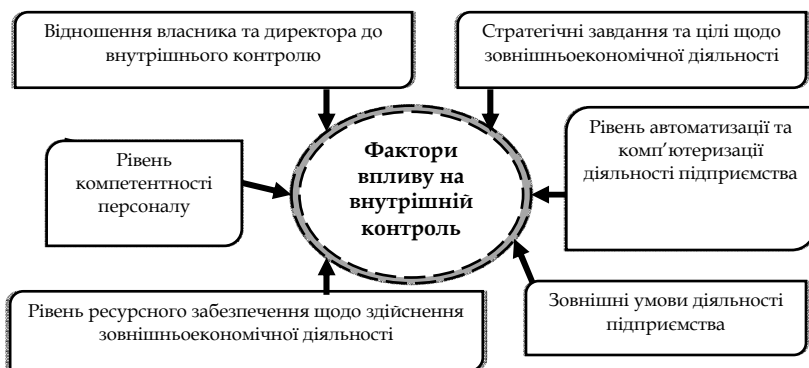 Відношення власника та директора до
внутрішнього контролю
Стратегічні завдання та цілі щодо
зовнішньоекономічної діяльності
Рівень
компетентності
персоналу
Фактори
впливу на
внутрішній
контроль
Рівень автоматизації та
комп’ютеризації
діяльності підприємства
Рівень ресурсного забезпечення щодо здійснення
зовнішньоекономічної діяльності
Зовнішні умови діяльності
підприємства